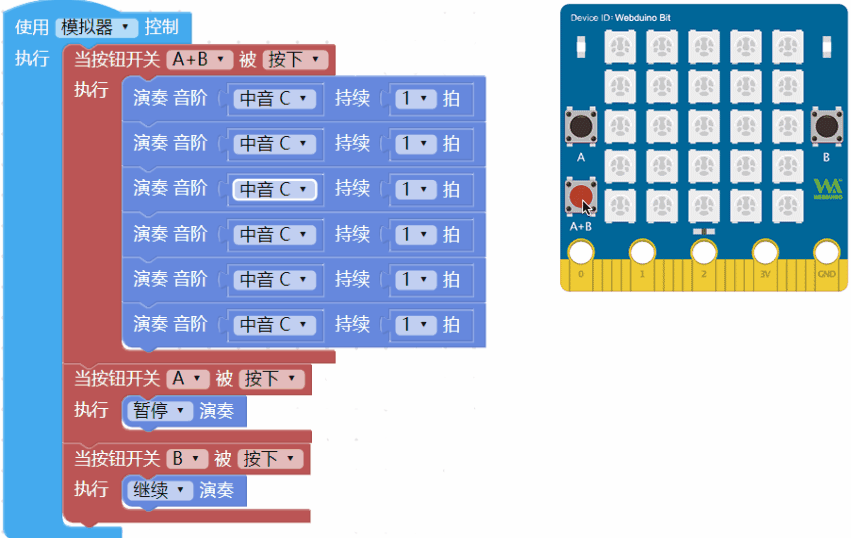 使用 模拟器 控制
执行
当按钮开关 A+B 被 按下
执行
演奏 音阶 中音 C 持续 1 拍
演奏 音阶 中音 C 持续 1 拍
演奏 音阶 中音 C 持续 1 拍
演奏 音阶 中音 C 持续 1 拍
演奏 音阶 中音 C 持续 1 拍
演奏 音阶 中音 C 持续 1 拍
当按钮开关 A 被 按下
执行 暂停 演奏
当按钮开关 B 被 按下
执行 继续 演奏
Device ID: Webduino Bit
A
B
WEBDUINO
A+B
0 1 2 3V GND